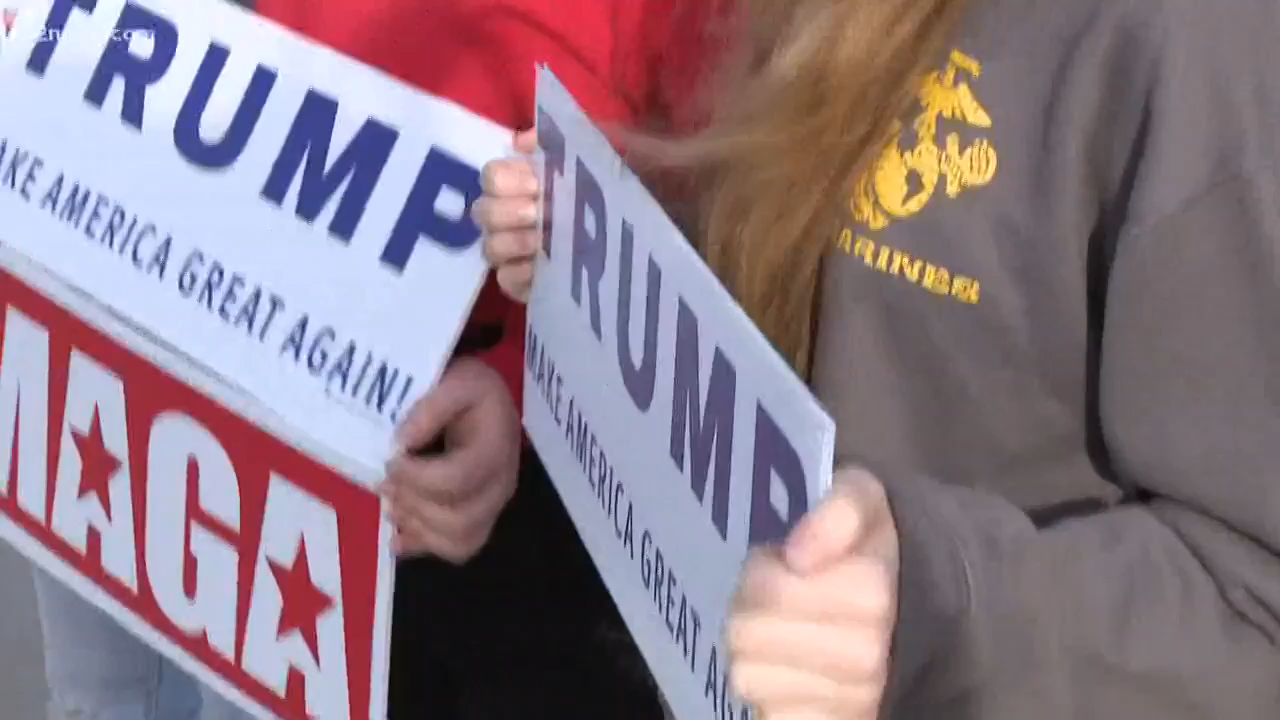 TRUMP
AKE AMERICA GREAT AGAIN!
MAGA
TRUMP
MAKE AMERICA GREAT AGA
ARINES